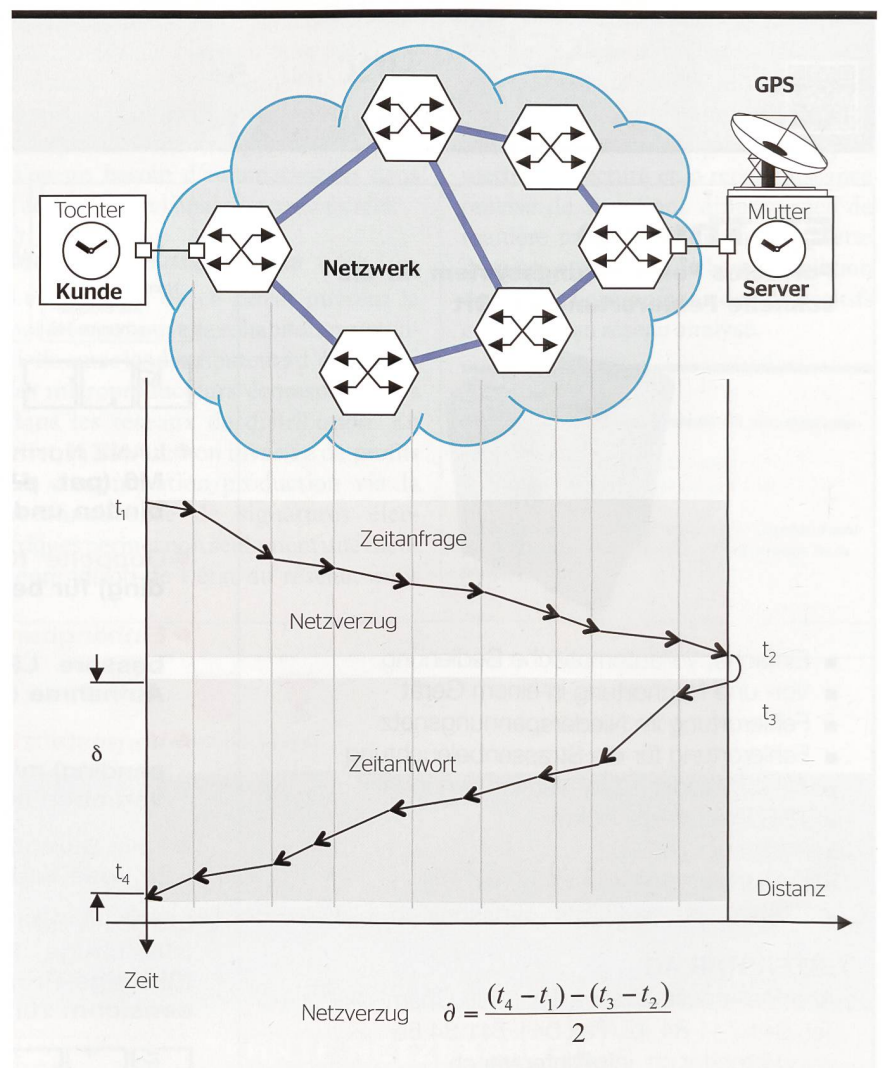 GPS
Tochter
Kunde
Netzwerk
Mutter
Server
t₁
Zeitanfrage
Netzverzug
t₂
t₃
δ
Zeitantwort
t₄
Distanz
Zeit
Netzverzug ∂ = ((t₄ – t₁) – (t₃ – t₂)) / 2